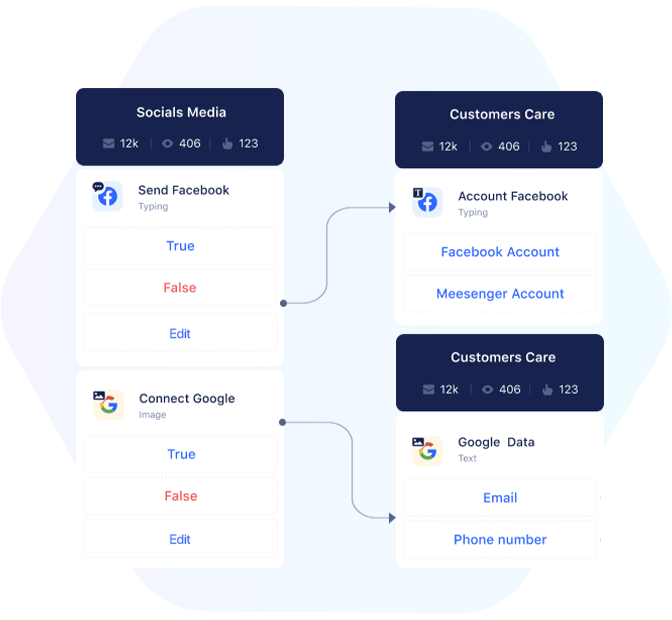 Socials Media
12k 406 123
Send Facebook
Typing
True
False
Edit
Connect Google
Image
True
False
Edit
Customers Care
12k 406 123
T
Account Facebook
Typing
Facebook Account
Meesenger Account
Customers Care
12k 406 123
Google Data
Text
Email
Phone number